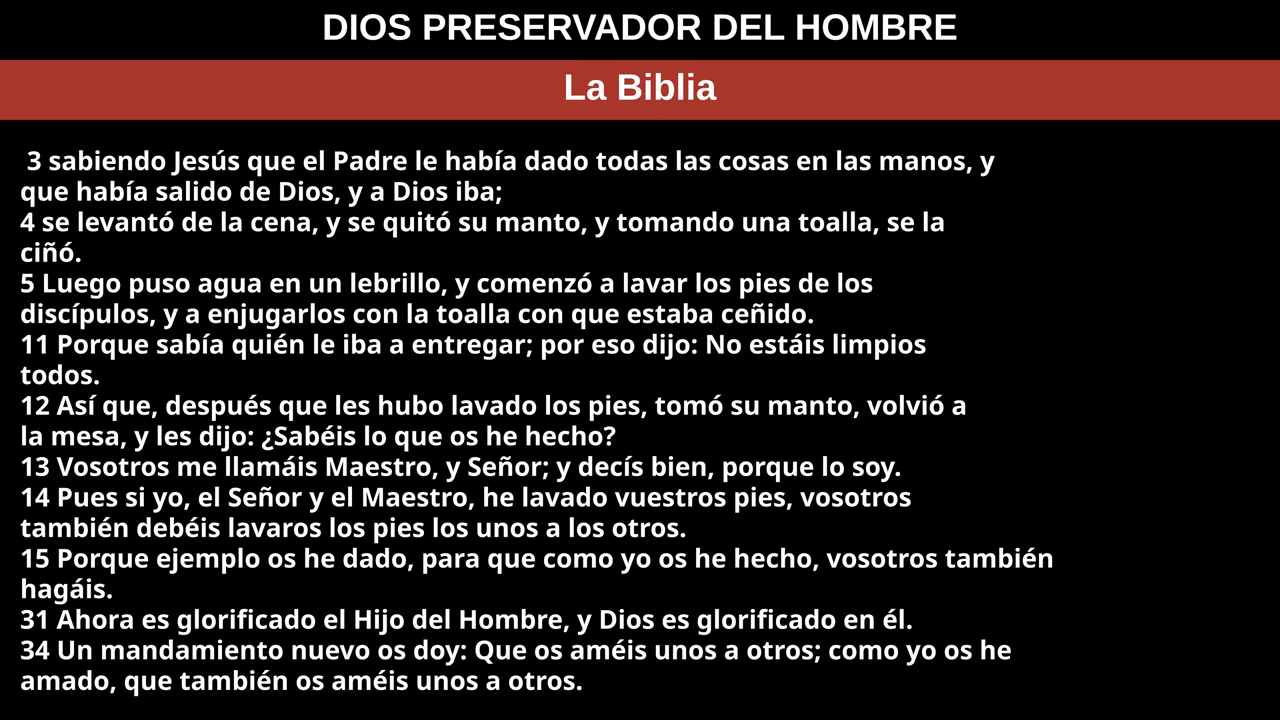 DIOS PRESERVADOR DEL HOMBRE
La Biblia
3 sabiendo Jesús que el Padre le había dado todas las cosas en las manos, y
que había salido de Dios, y a Dios iba;
4 se levantó de la cena, y se quitó su manto, y tomando una toalla, se la
ciñó.
5 Luego puso agua en un lebrillo, y comenzó a lavar los pies de los
discípulos, y a enjugarlos con la toalla con que estaba ceñido.
11 Porque sabía quién le iba a entregar; por eso dijo: No estáis limpios
todos.
12 Así que, después que les hubo lavado los pies, tomó su manto, volvió a
la mesa, y les dijo: ¿Sabéis lo que os he hecho?
13 Vosotros me llamáis Maestro, y Señor; y decís bien, porque lo soy.
14 Pues si yo, el Señor y el Maestro, he lavado vuestros pies, vosotros
también debéis lavaros los pies los unos a los otros.
15 Porque ejemplo os he dado, para que como yo os he hecho, vosotros también
hagáis.
31 Ahora es glorificado el Hijo del Hombre, y Dios es glorificado en él.
34 Un mandamiento nuevo os doy: Que os améis unos a otros; como yo os he
amado, que también os améis unos a otros.